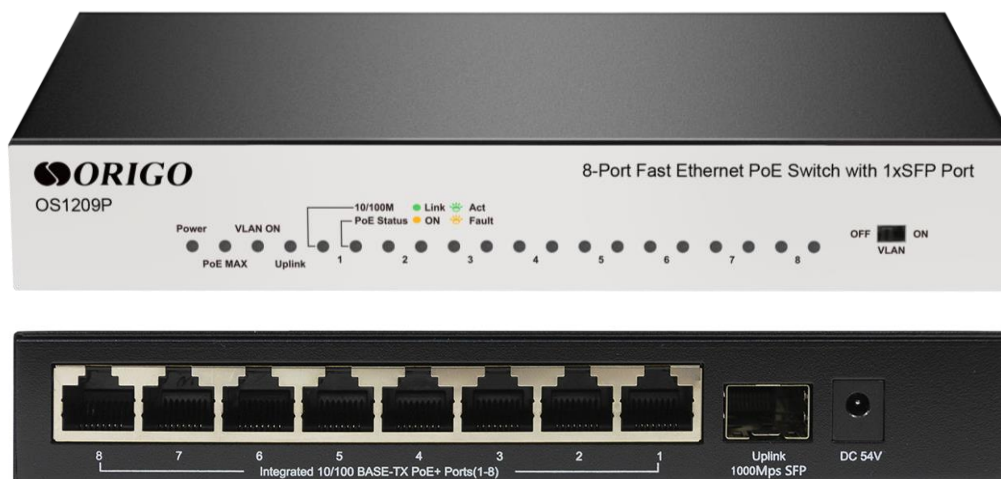 ORIGO
8-Port Fast Ethernet PoE Switch with 1xSFP Port
OS1209P
10/100M Link Act
PoE Status ON Fault
Power VLAN ON
PoE MAX Uplink
1 2 3 4 5 6 7 8
OFF ON
VLAN
8 7 6 5 4 3 2 1
Integrated 10/100 BASE-TX PoE+ Ports(1-8)
Uplink
1000Mbps SFP
DC 54V